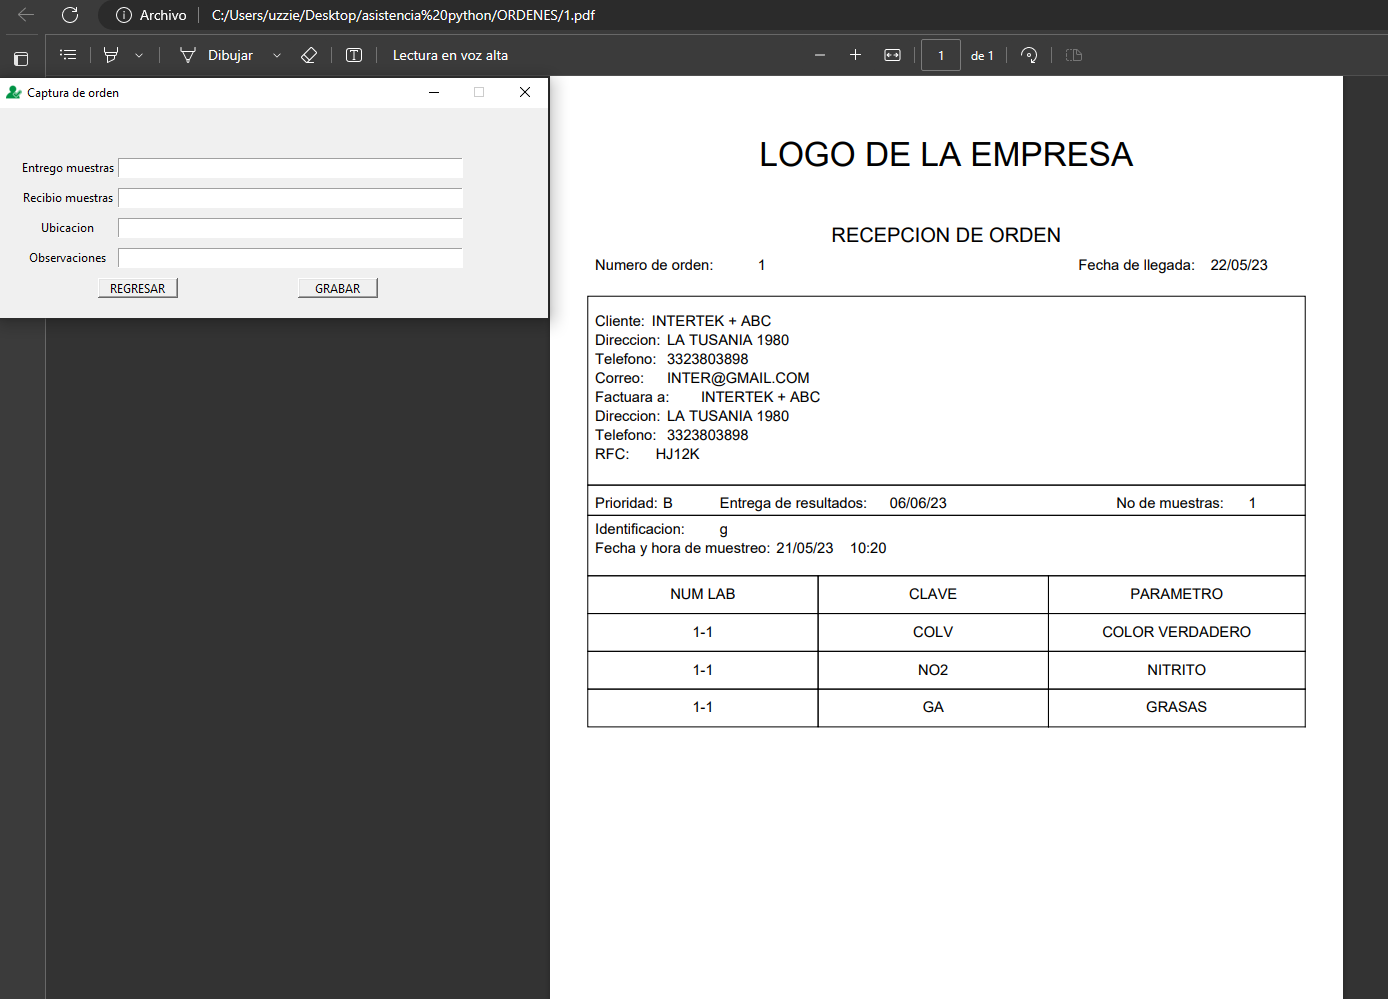 Archivo C:/Users/uzzie/Desktop/asistencia%20python/ORDENES/1.pdf
Dibujar Lectura en voz alta 1 de 1
Captura de orden
Entrego muestras
Recibio muestras
Ubicacion
Observaciones
REGRESAR GRABAR
LOGO DE LA EMPRESA
RECEPCION DE ORDEN
Numero de orden: 1 Fecha de llegada: 22/05/23
Cliente: INTERTEK + ABC
Direccion: LA TUSANIA 1980
Telefono: 3323803898
Correo: INTER@GMAIL.COM
Factuara a: INTERTEK + ABC
Direccion: LA TUSANIA 1980
Telefono: 3323803898
RFC: HJ12K
Prioridad: B Entrega de resultados: 06/06/23 No de muestras: 1
Identificacion: g
Fecha y hora de muestreo: 21/05/23 10:20
NUM LAB CLAVE PARAMETRO
1-1 COLV COLOR VERDADERO
1-1 NO2 NITRITO
1-1 GA GRASAS